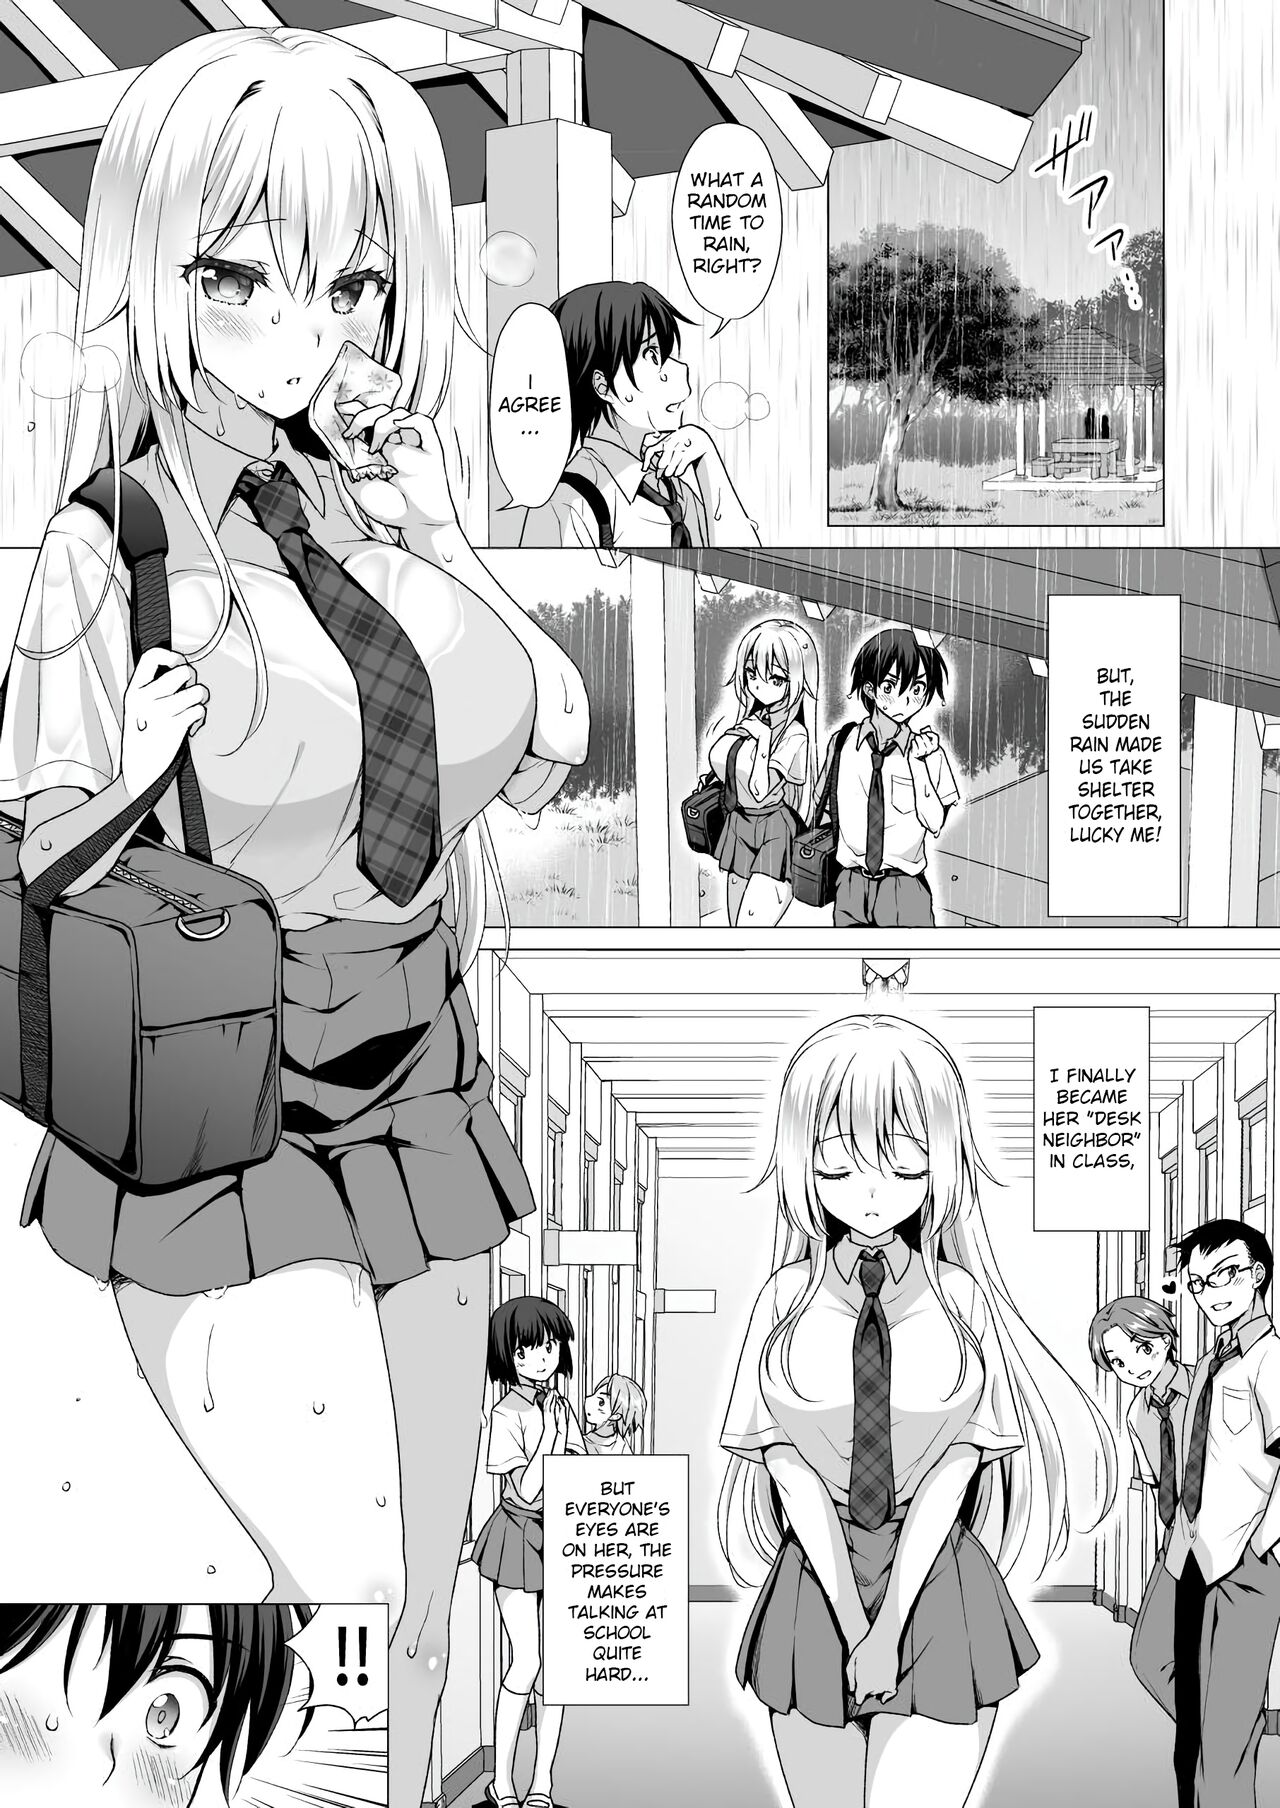 ザアァ…
WHAT A
RANDOM
TIME TO
RAIN,
RIGHT?
I
AGREE
...
BUT,
THE
SUDDEN
RAIN MADE
US TAKE
SHELTER
TOGETHER,
LUCKY ME!
I FINALLY
BECAME
HER "DESK
NEIGHBOR"
IN CLASS,
BUT
EVERYONE'S
EYES ARE
ON HER, THE
PRESSURE
MAKES
TALKING AT
SCHOOL
QUITE
HARD...
!!